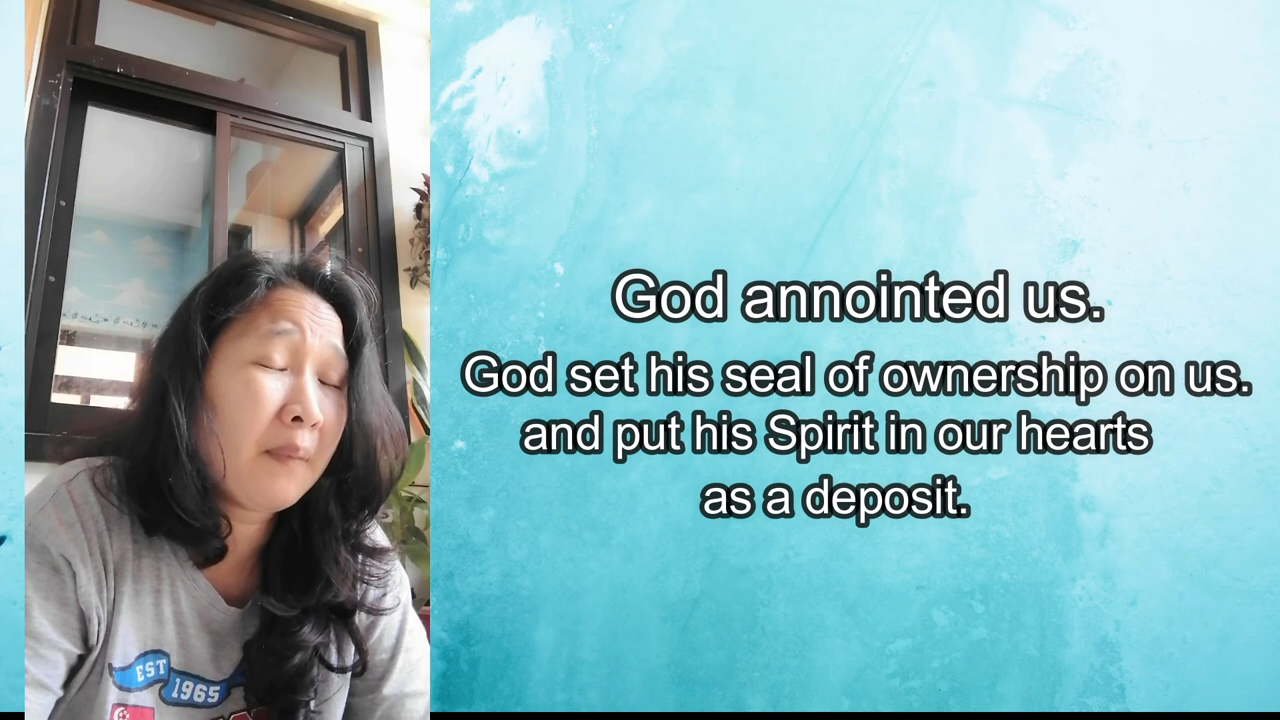 God annointed us.
God set his seal of ownership on us.
and put his Spirit in our hearts
as a deposit.
EST
1965